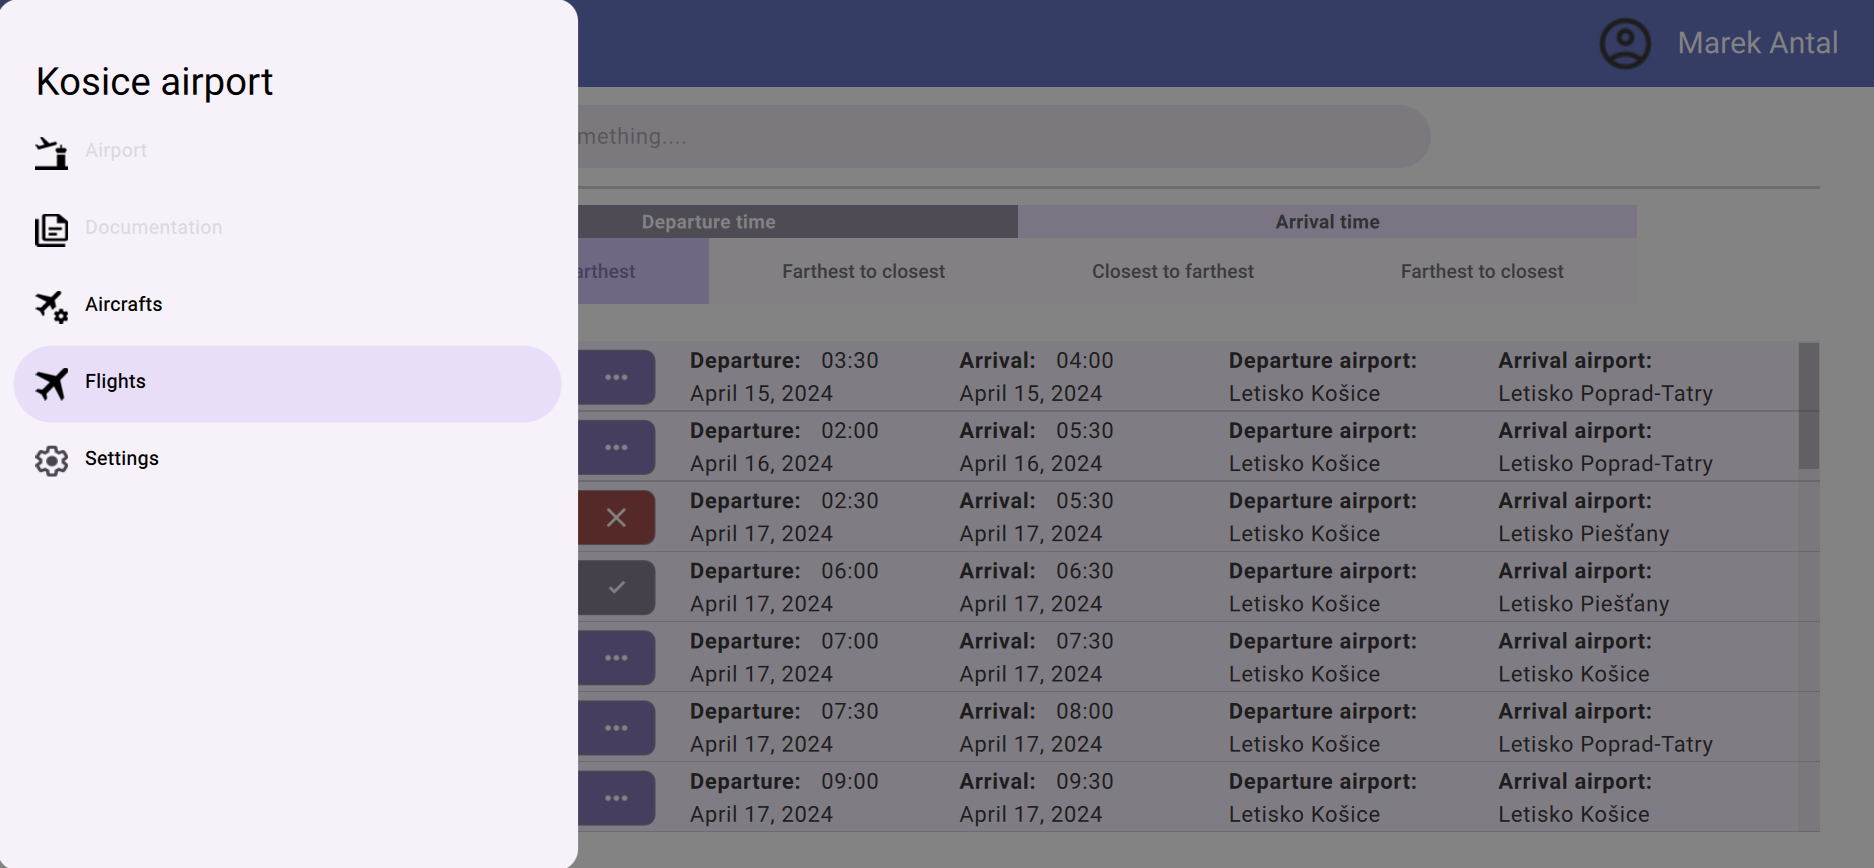 Kosice airport
Airport
Documentation
Aircrafts
Flights
Settings
Marek Antal
mething....
Departure time Arrival time
arthest Farthest to closest Closest to farthest Farthest to closest
Departure: 03:30 Arrival: 04:00 Departure airport: Arrival airport:
April 15, 2024 April 15, 2024 Letisko Košice Letisko Poprad-Tatry
Departure: 02:00 Arrival: 05:30 Departure airport: Arrival airport:
April 16, 2024 April 16, 2024 Letisko Košice Letisko Poprad-Tatry
Departure: 02:30 Arrival: 05:30 Departure airport: Arrival airport:
April 17, 2024 April 17, 2024 Letisko Košice Letisko Piešťany
Departure: 06:00 Arrival: 06:30 Departure airport: Arrival airport:
April 17, 2024 April 17, 2024 Letisko Košice Letisko Piešťany
Departure: 07:00 Arrival: 07:30 Departure airport: Arrival airport:
April 17, 2024 April 17, 2024 Letisko Košice Letisko Košice
Departure: 07:30 Arrival: 08:00 Departure airport: Arrival airport:
April 17, 2024 April 17, 2024 Letisko Košice Letisko Poprad-Tatry
Departure: 09:00 Arrival: 09:30 Departure airport: Arrival airport:
April 17, 2024 April 17, 2024 Letisko Košice Letisko Košice